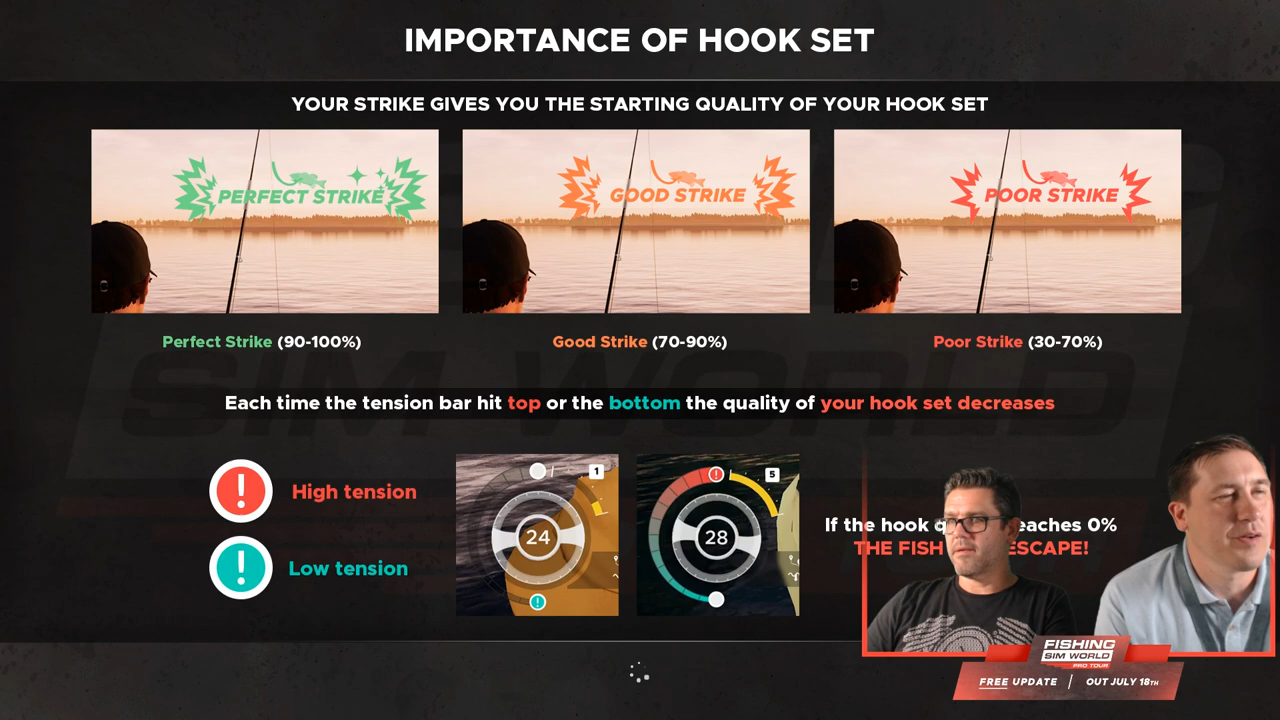 IMPORTANCE OF HOOK SET
YOUR STRIKE GIVES YOU THE STARTING QUALITY OF YOUR HOOK SET
PERFECT STRIKE
GOOD STRIKE
POOR STRIKE
Perfect Strike (90-100%)
Good Strike (70-90%)
Poor Strike (30-70%)
Each time the tension bar hit top or the bottom the quality of your hook set decreases
! High tension
! Low tension
1
24
!
5
!
28
If the hook 0%
THE FISH ESCAPE!
FISHING
SIM WORLD
PRO TOUR
FREE UPDATE | OUT JULY 18TH
SIM WORLD